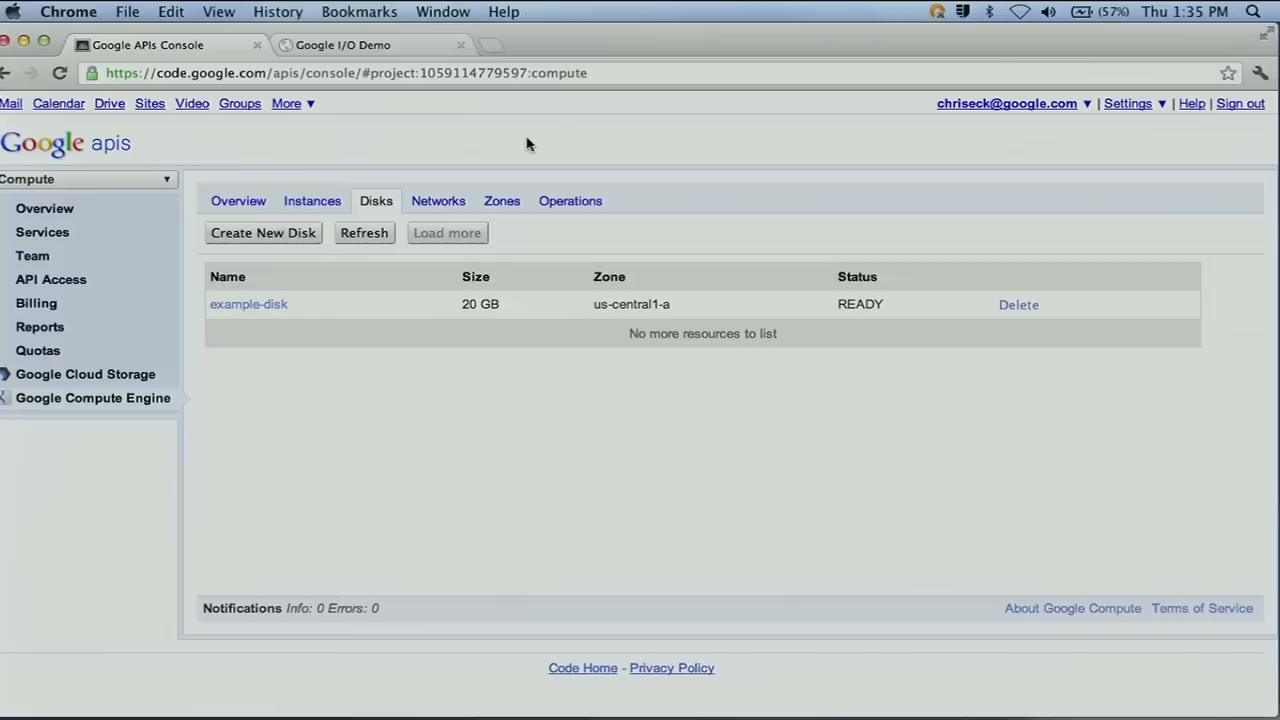 Chrome File Edit View History Bookmarks Window Help (57%) Thu 1:35 PM
Google APIs Console Google I/O Demo
https://code.google.com/apis/console/#project:1059114779597:compute
Mail Calendar Drive Sites Video Groups More ▼ chriseck@google.com ▼ | Settings ▼ | Help | Sign out
Google apis
Compute ▼
Overview
Services
Team
API Access
Billing
Reports
Quotas
Google Cloud Storage
Google Compute Engine
Overview Instances Disks Networks Zones Operations
Create New Disk Refresh Load more
Name Size Zone Status
example-disk 20 GB us-central1-a READY Delete
No more resources to list
Notifications Info: 0 Errors: 0 About Google Compute Terms of Service
Code Home - Privacy Policy